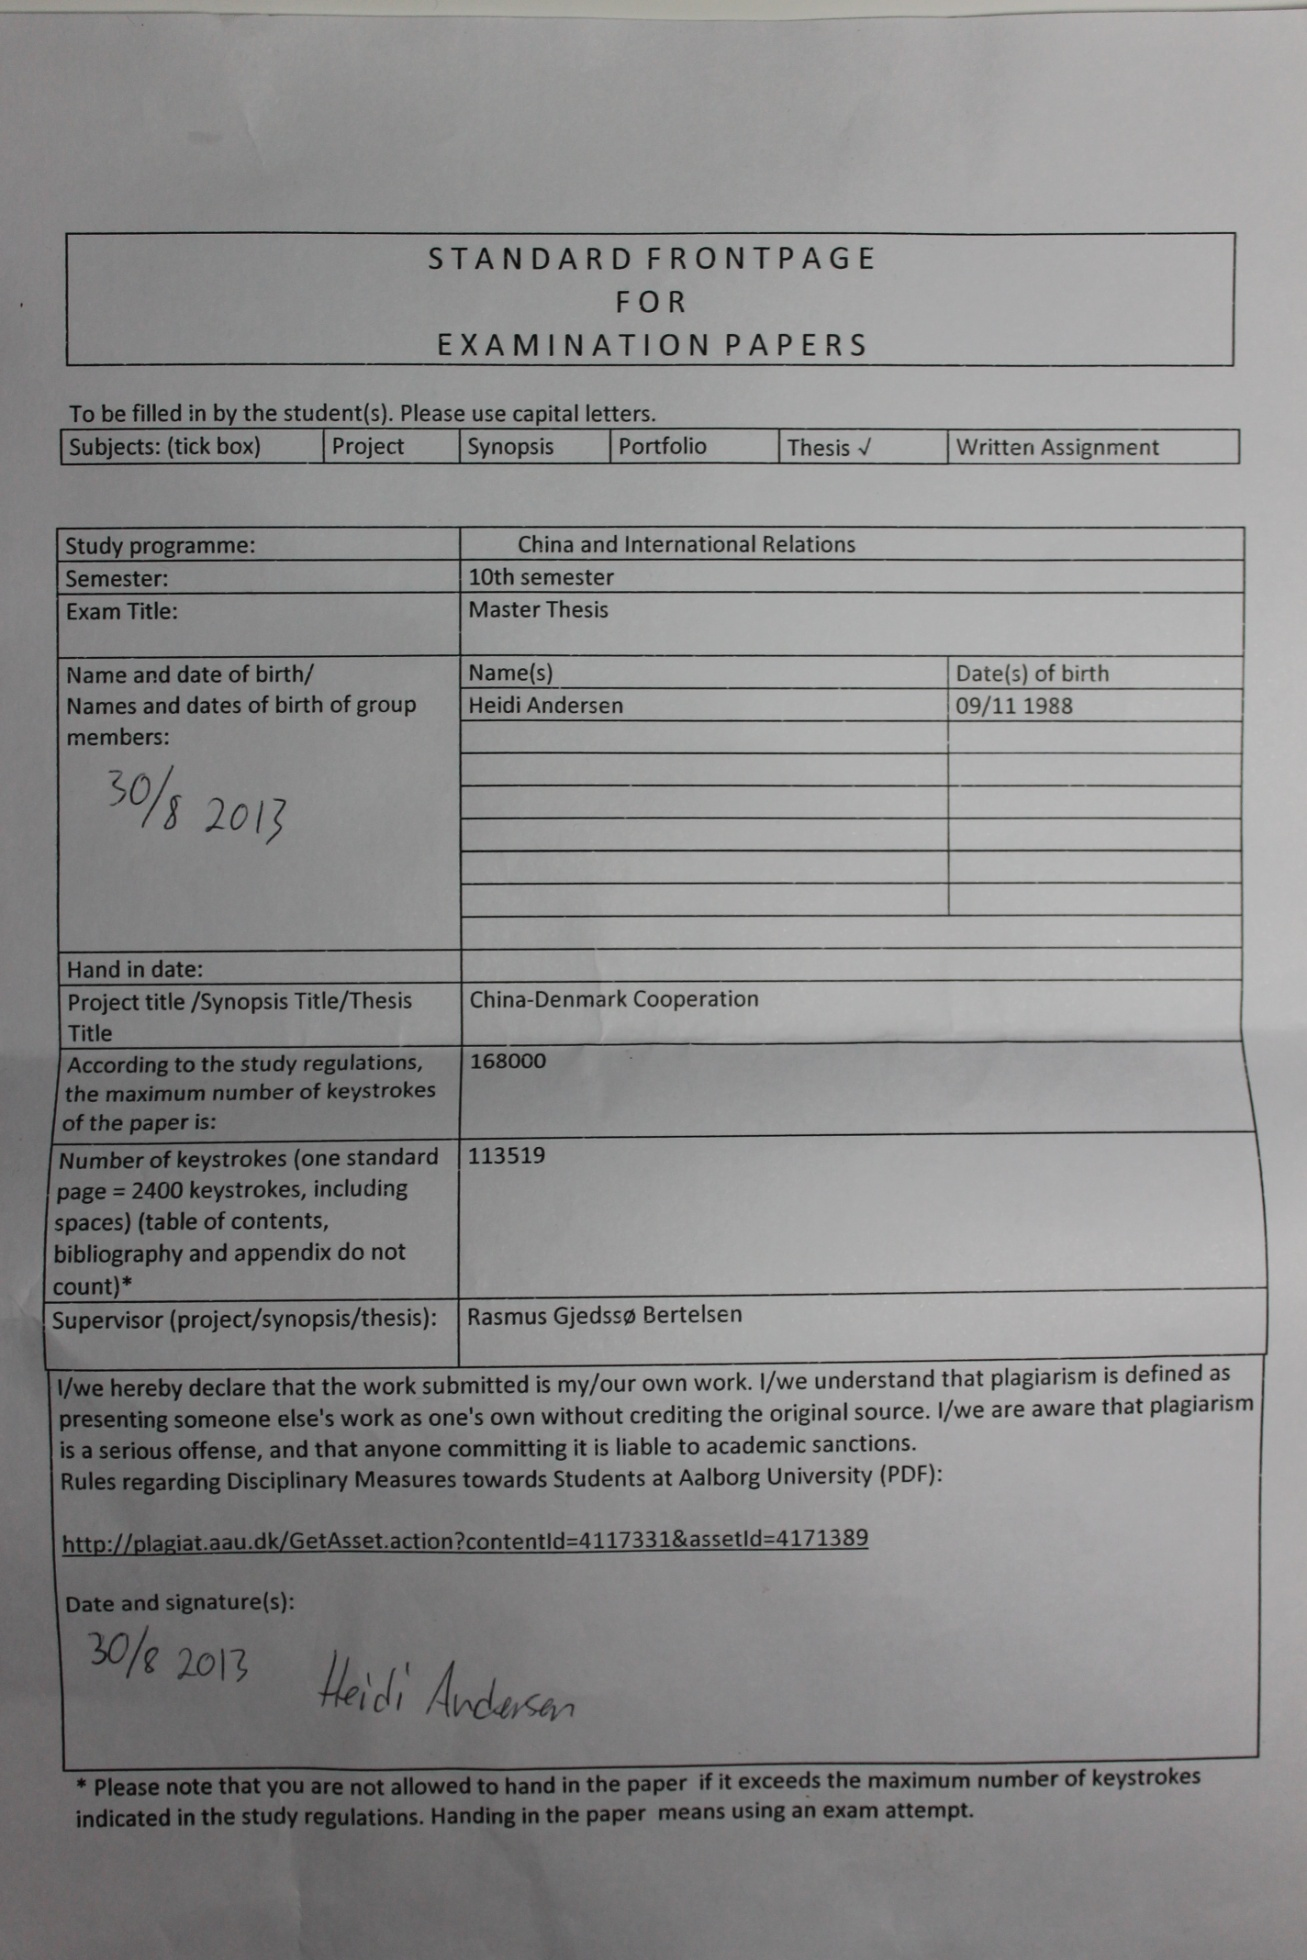 STANDARD FRONTPAGE
FOR
EXAMINATION PAPERS
To be filled in by the student(s). Please use capital letters.
Subjects: (tick box) Project Synopsis Portfolio Thesis √ Written Assignment
Study programme: China and International Relations
Semester: 10th semester
Exam Title: Master Thesis
Name and date of birth/ Name(s) Date(s) of birth
Names and dates of birth of group Heidi Andersen 09/11 1988
members:
30/8 2013
Hand in date:
Project title /Synopsis Title/Thesis China-Denmark Cooperation
Title
According to the study regulations, 168000
the maximum number of keystrokes
of the paper is:
Number of keystrokes (one standard 113519
page = 2400 keystrokes, including
spaces) (table of contents,
bibliography and appendix do not
count)*
Supervisor (project/synopsis/thesis): Rasmus Gjedssø Bertelsen
I/we hereby declare that the work submitted is my/our own work. I/we understand that plagiarism is defined as
presenting someone else's work as one's own without crediting the original source. I/we are aware that plagiarism
is a serious offense, and that anyone committing it is liable to academic sanctions.
Rules regarding Disciplinary Measures towards Students at Aalborg University (PDF):
http://plagiat.aau.dk/GetAsset.action?contentId=4117331&assetId=4171389
Date and signature(s):
30/8 2013 Heidi Andersen
* Please note that you are not allowed to hand in the paper if it exceeds the maximum number of keystrokes
indicated in the study regulations. Handing in the paper means using an exam attempt.